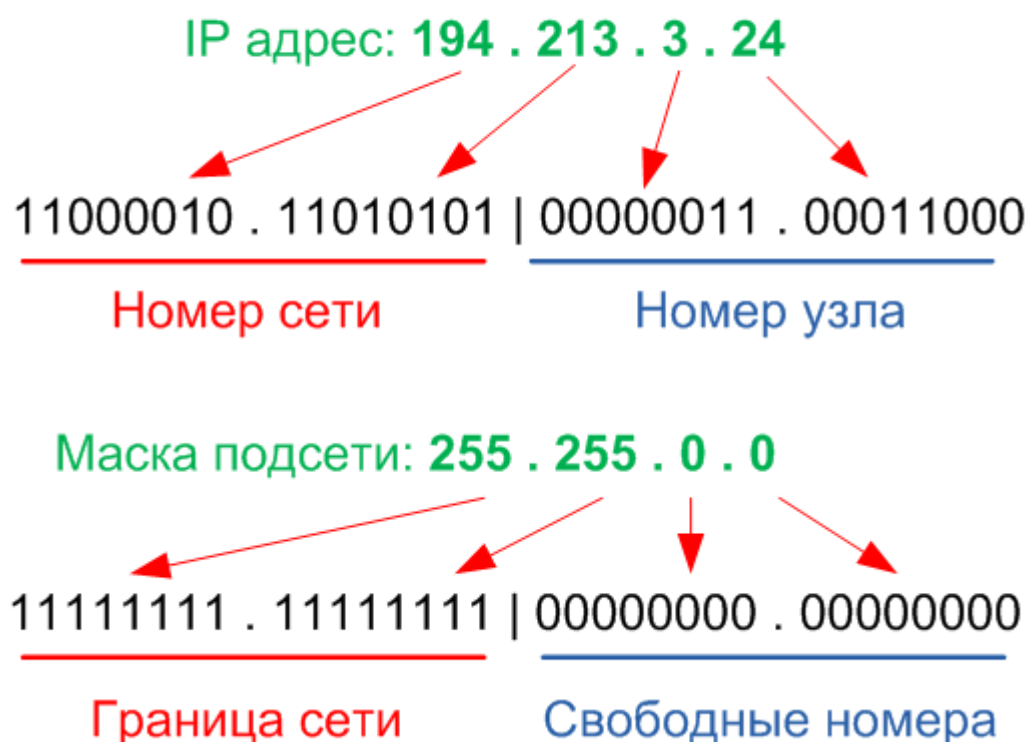 IP адрес: 194 . 213 . 3 . 24
11000010 . 11010101 | 00000011 . 00011000
Номер сети Номер узла
Маска подсети: 255 . 255 . 0 . 0
11111111 . 11111111 | 00000000 . 00000000
Граница сети Свободные номера